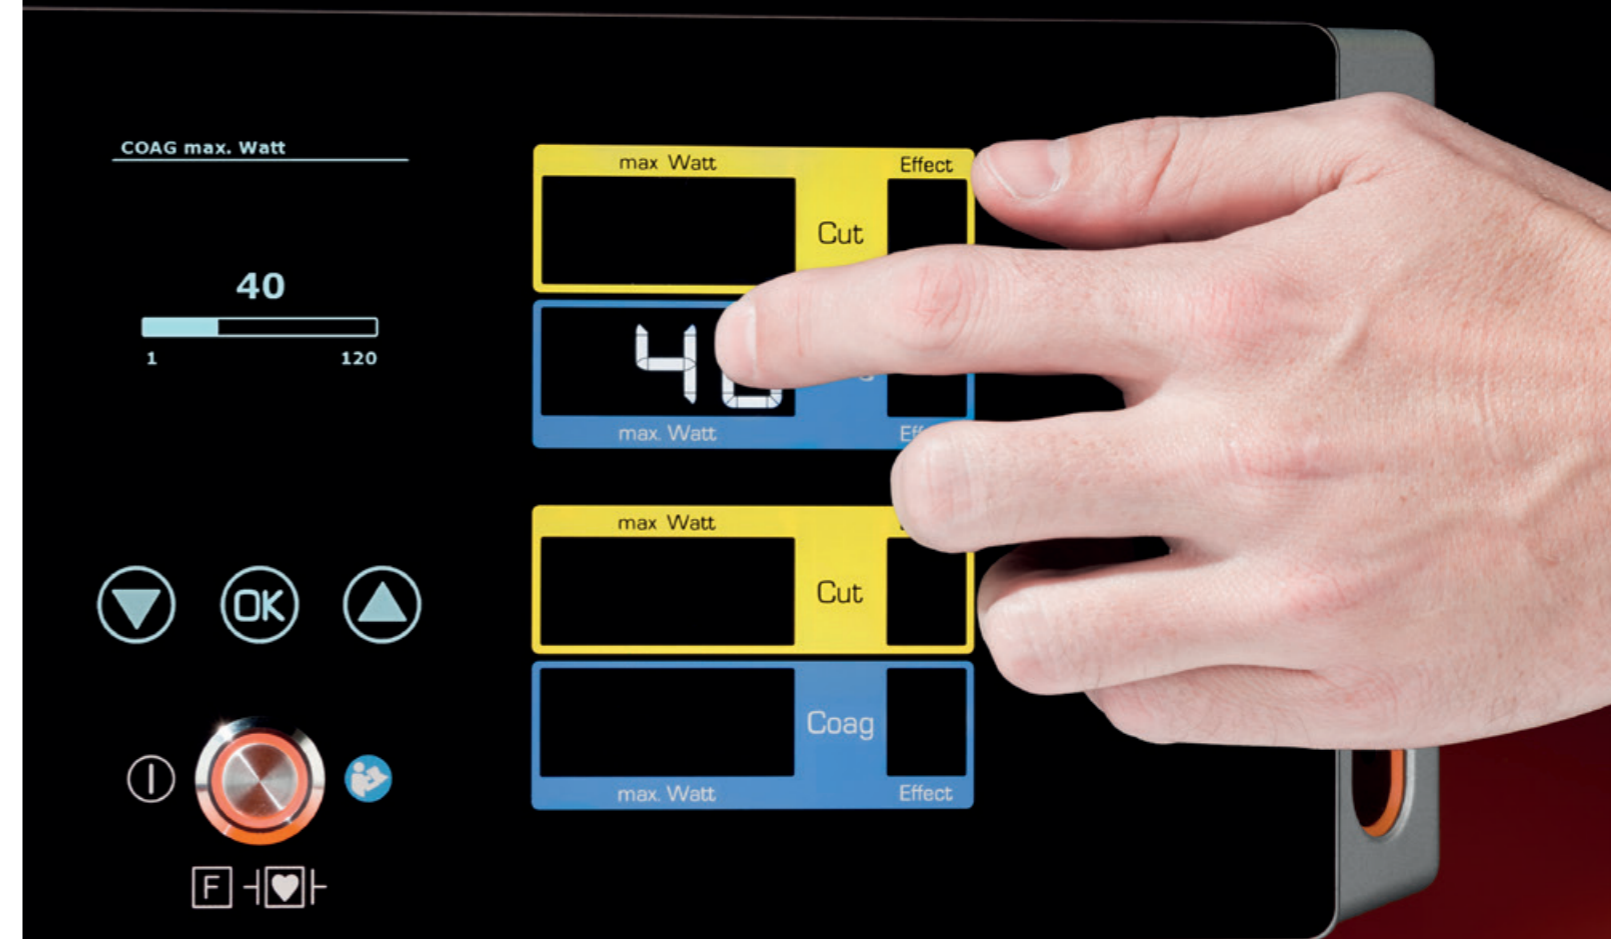 COAG max. Watt
40
1 120
OK
F
max Watt Effect
Cut
40
max. Watt
max Watt
Cut
Coag
max. Watt Effect